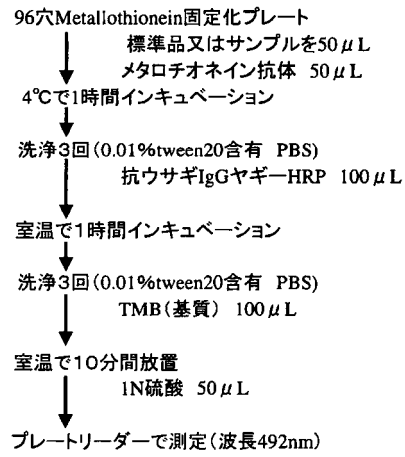 96穴Metallothionein固定化プレート
標準品又はサンプルを50μL
メタロチオネイン抗体 50μL
4℃で1時間インキュベーション
洗浄3回(0.01%tween20含有 PBS)
抗ウサギIgGヤギーHRP 100μL
室温で1時間インキュベーション
洗浄3回(0.01%tween20含有 PBS)
TMB(基質) 100μL
室温で10分間放置
1N硫酸 50μL
プレートリーダーで測定(波長492nm)